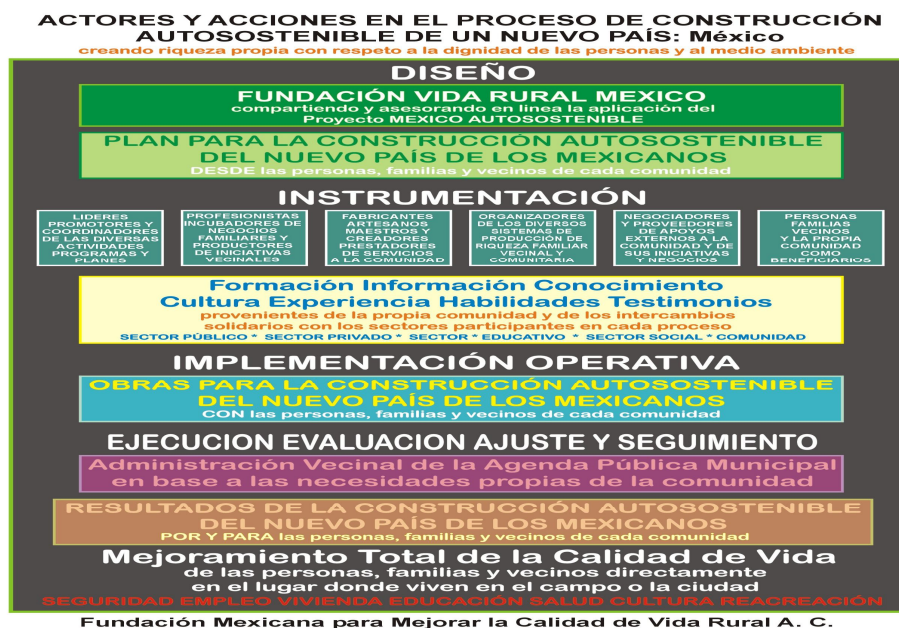 ACTORES Y ACCIONES EN EL PROCESO DE CONSTRUCCIÓN
AUTOSOSTENIBLE DE UN NUEVO PAÍS: México
creando riqueza propia con respeto a la dignidad de las personas y al medio ambiente
DISEÑO
FUNDACIÓN VIDA RURAL MEXICO
compartiendo y asesorando en linea la aplicación del
Proyecto MEXICO AUTOSOSTENIBLE
PLAN PARA LA CONSTRUCCIÓN AUTOSOSTENIBLE
DEL NUEVO PAÍS DE LOS MEXICANOS
DESDE las personas, familias y vecinos de cada comunidad
INSTRUMENTACIÓN
LIDERES
PROMOTORES Y
COORDINADORES
DE LAS DIVERSAS
ACTIVIDADES
PROGRAMAS Y
PLANES
PROFESIONISTAS
INCUBADORES DE
NEGOCIOS
FAMILIARES Y
PRODUCTORES
DE INICIATIVAS
VECINALES
FABRICANTES
ARTESANOS
MAESTROS Y
CREADORES
PRESTADORES
DE SERVICIOS
A LA COMUNIDAD
ORGANIZADORES
DE LOS DIVERSOS
SISTEMAS DE
PRODUCCIÓN DE
RIQUEZA FAMILIAR
VECINAL Y
COMUNITARIA
NEGOCIADORES
Y PROVEEDORES
DE APOYOS
EXTERNOS A LA
COMUNIDAD Y DE
SUS INICIATIVAS
Y NEGOCIOS
PERSONAS
FAMILIAS
VECINOS
Y LA PROPIA
COMUNIDAD
COMO
BENEFICIARIOS
Formación Información Conocimiento
Cultura Experiencia Habilidades Testimonios
provenientes de la propia comunidad y de los intercambios
solidarios con los sectores participantes en cada proceso
SECTOR PÚBLICO * SECTOR PRIVADO * SECTOR * EDUCATIVO * SECTOR SOCIAL * COMUNIDAD
IMPLEMENTACIÓN OPERATIVA
OBRAS PARA LA CONSTRUCCIÓN AUTOSOSTENIBLE
DEL NUEVO PAÍS DE LOS MEXICANOS
CON las personas, familias y vecinos de cada comunidad
EJECUCION EVALUACION AJUSTE Y SEGUIMIENTO
Administración Vecinal de la Agenda Pública Municipal
en base a las necesidades propias de la comunidad
RESULTADOS DE LA CONSTRUCCIÓN AUTOSOSTENIBLE
DEL NUEVO PAÍS DE LOS MEXICANOS
POR Y PARA las personas, familias y vecinos de cada comunidad
Mejoramiento Total de la Calidad de Vida
de las personas, familias y vecinos directamente
en el lugar donde viven en el campo o la ciudad
SEGURIDAD EMPLEO VIVIENDA EDUCACIÓN SALUD CULTURA REACREACIÓN
Fundación Mexicana para Mejorar la Calidad de Vida Rural A. C.